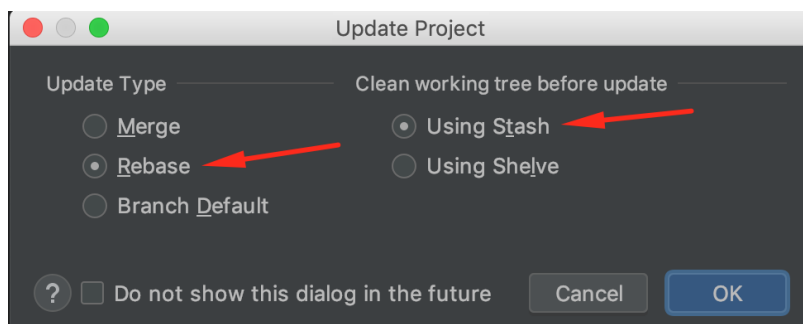 Update Project
Update Type
Clean working tree before update
Merge
Using Stash
Rebase
Using Shelve
Branch Default
? Do not show this dialog in the future
Cancel
OK